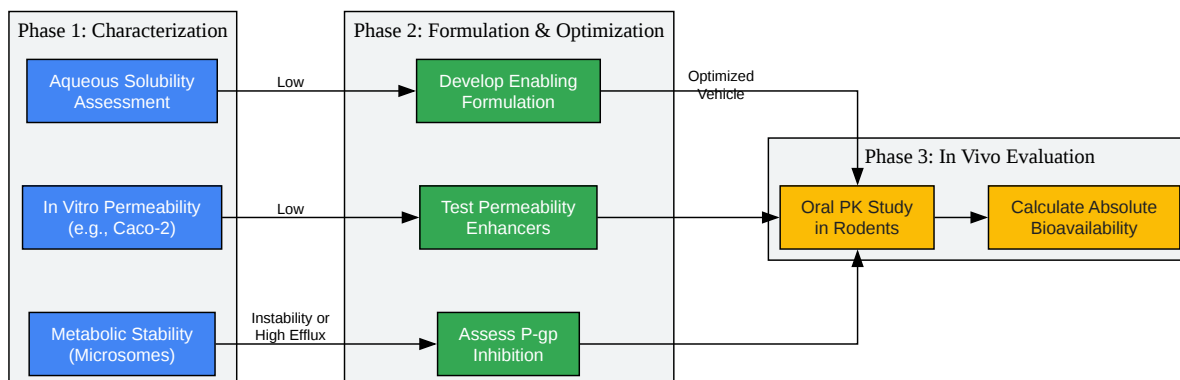 Phase 1: Characterization
Aqueous Solubility
Assessment
In Vitro Permeability
(e.g., Caco-2)
Metabolic Stability
(Microsomes)
Low
Low
Instability or
High Efflux
Phase 2: Formulation & Optimization
Develop Enabling
Formulation
Test Permeability
Enhancers
Assess P-gp
Inhibition
Optimized
Vehicle
Phase 3: In Vivo Evaluation
Oral PK Study
in Rodents
Calculate Absolute
Bioavailability